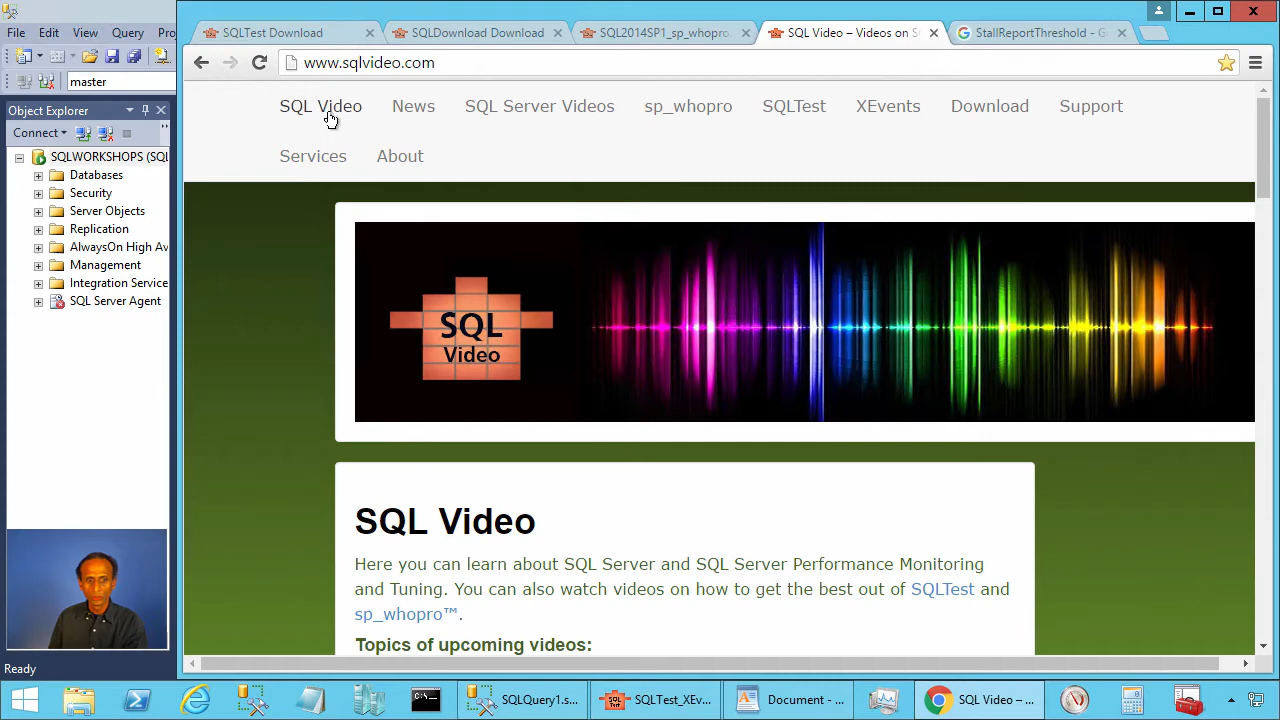 SQLTest Download
SQLDownload Download
SQL2014SP1_sp_whopro.
SQL Video – Videos on S
StallReportThreshold - G
File Edit View Query Pro
www.sqlvideo.com
master
Object Explorer
Connect
SQLWORKSHOPS (SQL
Databases
Security
Server Objects
Replication
AlwaysOn High Av
Management
Integration Service
SQL Server Agent
SQL Video News SQL Server Videos sp_whopro SQLTest XEvents Download Support
Services About
SQL
Video
SQL Video
Here you can learn about SQL Server and SQL Server Performance Monitoring
and Tuning. You can also watch videos on how to get the best out of SQLTest and
sp_whopro™.
Topics of upcoming videos:
Ready
SQLQuery1.s...
SQLTest_XEv...
Document - ...
SQL Video – ...